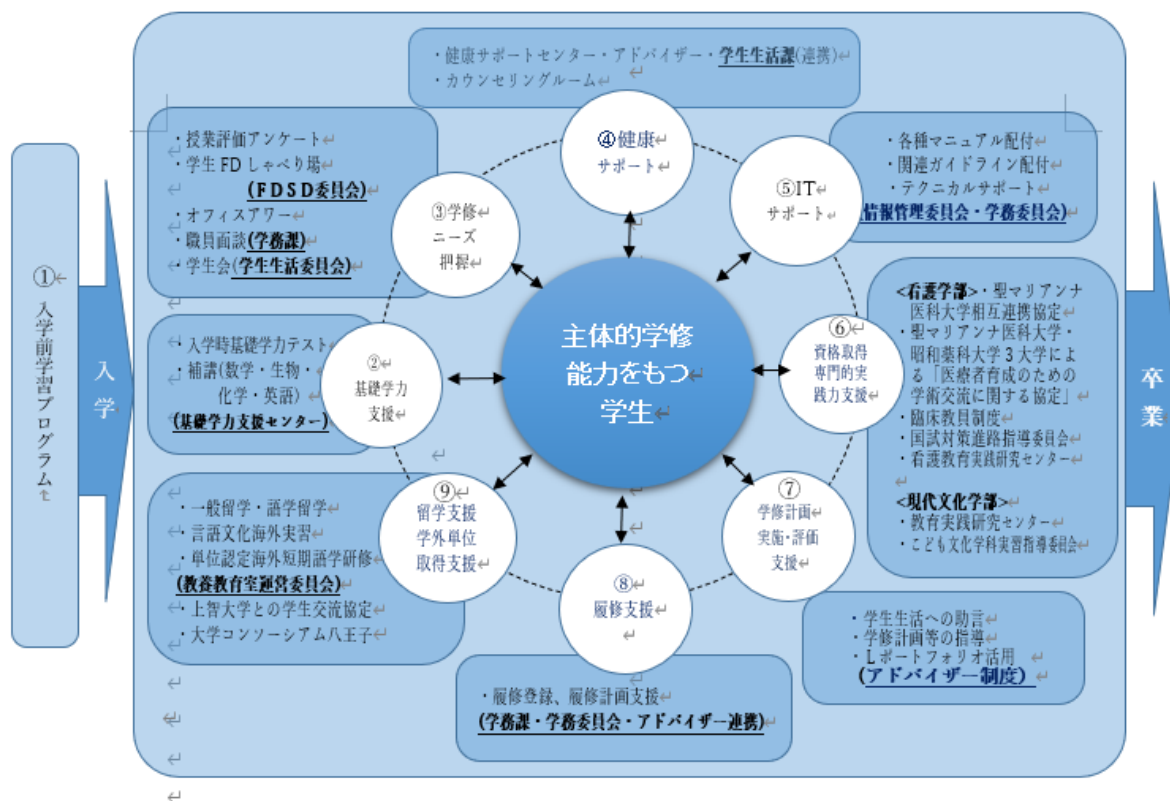 ①
入学前学習プログラム
入学
・健康サポートセンター・アドバイザー・学生生活課(連携)
・カウンセリングルーム
④健康
サポート
・授業評価アンケート
・学生FDしゃべり場
(FDSD委員会)
・オフィスアワー
・職員面談(学務課)
・学生会(学生生活委員会)
③学修
ニーズ
把握
・入学時基礎学力テスト
・補講(数学・生物・
化学・英語)
(基礎学力支援センター)
②
基礎学力
支援
・一般留学・語学留学
・言語文化海外実習
・単位認定海外短期語学研修
(教養教育室運営委員会)
・上智大学との学生交流協定
・大学コンソーシアム八王子
⑨
留学支援
学外単位
取得支援
主体的学修
能力をもつ
学生
⑤IT
サポート
・各種マニュアル配付
・関連ガイドライン配付
・テクニカルサポート
情報管理委員会・学務委員会)
⑥
資格取得
専門的実
践力支援
<看護学部>・聖マリアンナ
医科大学相互連携協定
・聖マリアンナ医科大学・
昭和薬科大学3大学によ
る「医療者育成のための
学術交流に関する協定」
・臨床教員制度
・国試対策進路指導委員会
・看護教育実践研究センター
<現代文化学部>
・教育実践研究センター
・こども文化学科実習指導委員会
⑦
学修計画
実施・評価
支援
・学生生活への助言
・学修計画等の指導
・Lポートフォリオ活用
(アドバイザー制度)
⑧
履修支援
・履修登録、履修計画支援
(学務課・学務委員会・アドバイザー連携)
卒業